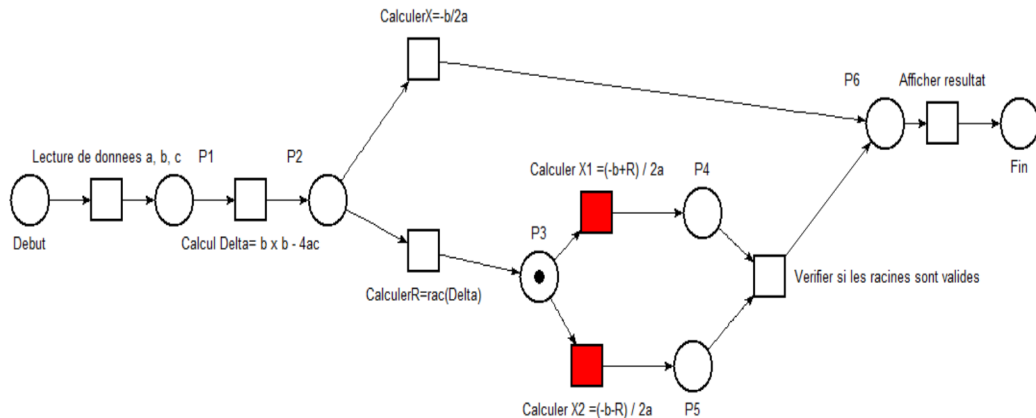 CalculerX=-b/2a
P6
Afficher resultat
Lecture de donnees a, b, c
P1
P2
Calculer X1 =(-b+R) / 2a
P4
Fin
Debut
Calcul Delta= b x b - 4ac
P3
Verifier si les racines sont valides
CalculerR=rac(Delta)
Calculer X2 =(-b-R) / 2a
P5